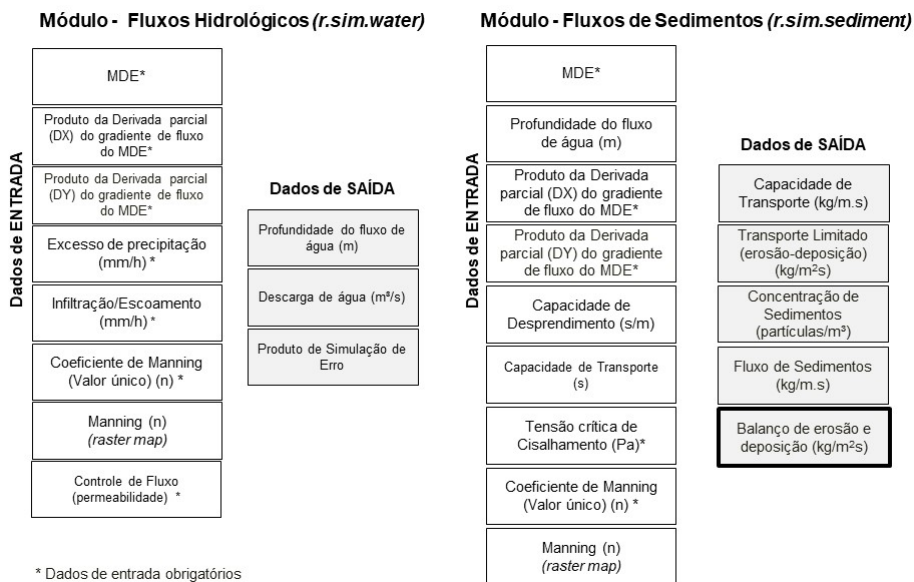 Módulo - Fluxos Hidrológicos (r.sim.water)
Dados de ENTRADA
MDE*
Produto da Derivada parcial
(DX) do gradiente de fluxo
do MDE*
Produto da Derivada parcial
(DY) do gradiente de fluxo
do MDE*
Excesso de precipitação
(mm/h) *
Infiltração/Escoamento
(mm/h) *
Coeficiente de Manning
(Valor único) (n) *
Manning (n)
(raster map)
Controle de Fluxo
(permeabilidade) *
* Dados de entrada obrigatórios
Dados de SAÍDA
Profundidade do fluxo de
água (m)
Descarga de água (m³/s)
Produto de Simulação de
Erro
Módulo - Fluxos de Sedimentos (r.sim.sediment)
Dados de ENTRADA
MDE*
Profundidade do fluxo
de água (m)
Produto da Derivada
parcial (DX) do gradiente
de fluxo do MDE*
Produto da Derivada
parcial (DY) do gradiente
de fluxo do MDE*
Capacidade de
Desprendimento (s/m)
Capacidade de Transporte
(s)
Tensão crítica de
Cisalhamento (Pa)*
Coeficiente de Manning
(Valor único) (n) *
Manning (n)
(raster map)
Dados de SAÍDA
Capacidade de
Transporte (kg/m.s)
Transporte Limitado
(erosão-deposição)
(kg/m²s)
Concentração de
Sedimentos
(partículas/m³)
Fluxo de Sedimentos
(kg/m.s)
Balanço de erosão e
deposição (kg/m²s)